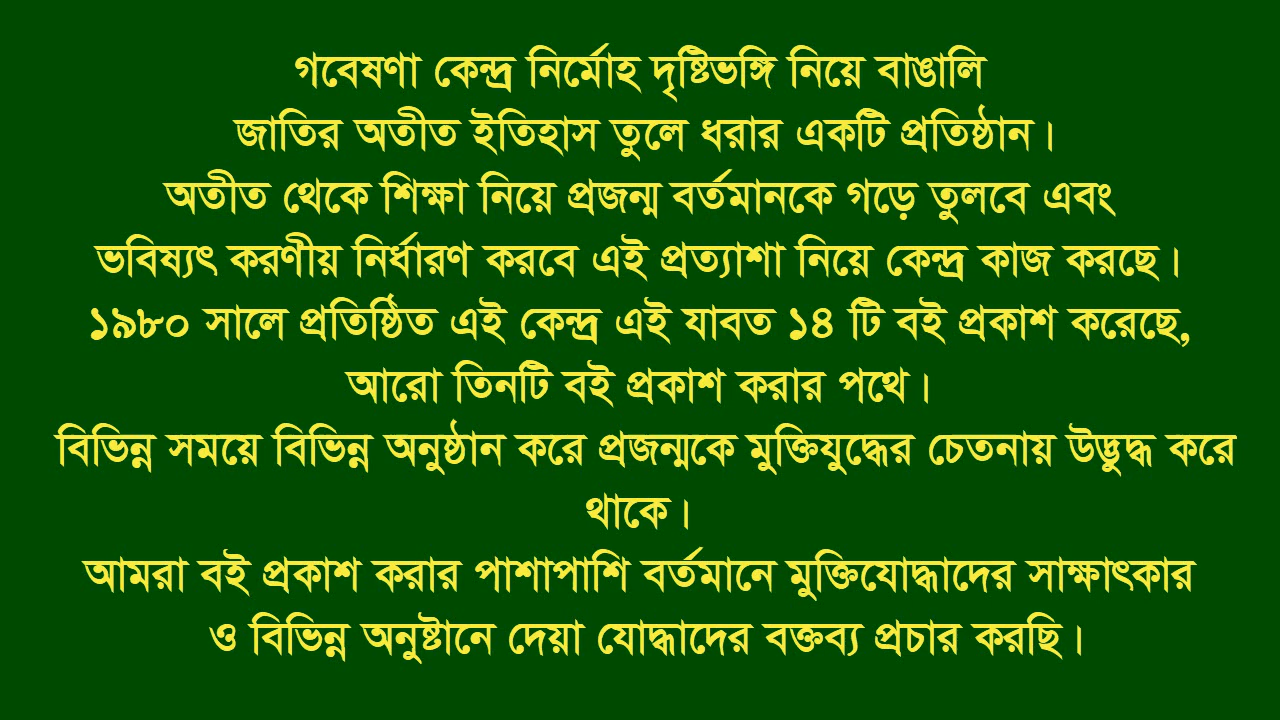 গবেষণা কেন্দ্র নির্মোহ দৃষ্টিভঙ্গি নিয়ে বাঙালি
জাতির অতীত ইতিহাস তুলে ধরার একটি প্রতিষ্ঠান।
অতীত থেকে শিক্ষা নিয়ে প্রজন্ম বর্তমানকে গড়ে তুলবে এবং
ভবিষ্যৎ করণীয় নির্ধারণ করবে এই প্রত্যাশা নিয়ে কেন্দ্র কাজ করছে।
১৯৮০ সালে প্রতিষ্ঠিত এই কেন্দ্র এই যাবত ১৪ টি বই প্রকাশ করেছে,
আরো তিনটি বই প্রকাশ করার পথে।
বিভিন্ন সময়ে বিভিন্ন অনুষ্ঠান করে প্রজন্মকে মুক্তিযুদ্ধের চেতনায় উদ্ভুদ্ধ করে
থাকে।
আমরা বই প্রকাশ করার পাশাপাশি বর্তমানে মুক্তিযোদ্ধাদের সাক্ষাৎকার
ও বিভিন্ন অনুষ্টানে দেয়া যোদ্ধাদের বক্তব্য প্রচার করছি।